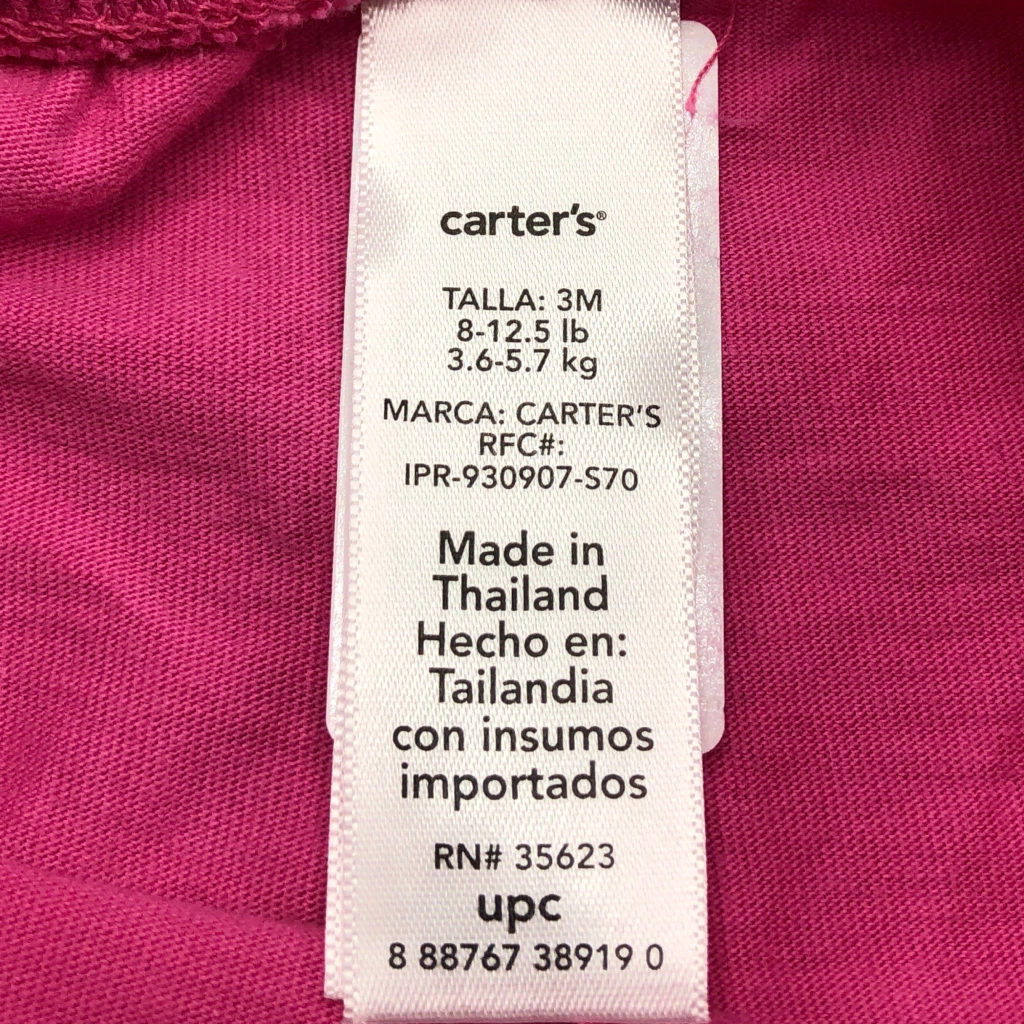 carter's®
TALLA: 3M
8-12.5 lb
3.6-5.7 kg
MARCA: CARTER'S
RFC#:
IPR-930907-S70
Made in
Thailand
Hecho en:
Tailandia
con insumos
importados
RN# 35623
upc
8 88767 38919 0